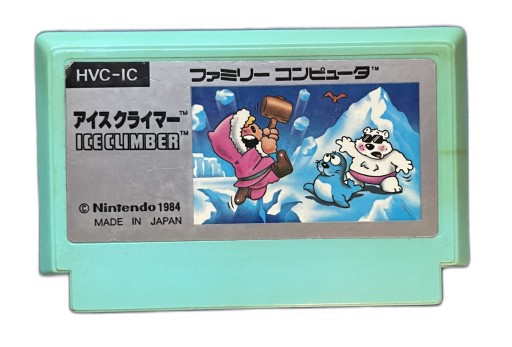 HVC-IC
ファミリー コンピュータ™
アイスクライマー™
ICE CLIMBER™
© Nintendo 1984
MADE IN JAPAN